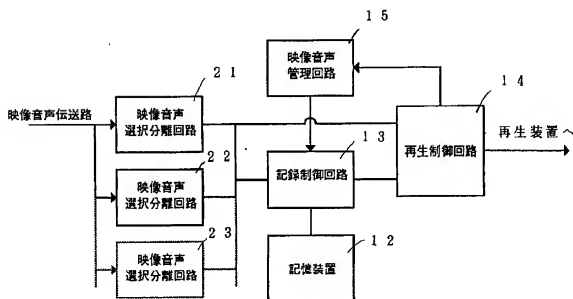 １５
映像音声
管理回路
２１
１４
映像音声伝送路
映像音声
選択分離回路
再生装置へ
再生制御回路
１３
記録制御回路
２２
映像音声
選択分離回路
２３
映像音声
選択分離回路
１２
記憶装置